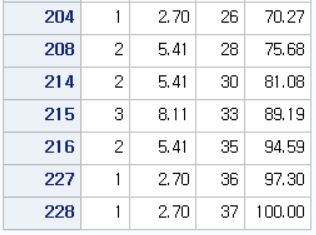 204 1 2.70 26 70.27
208 2 5.41 28 75.68
214 2 5.41 30 81.08
215 3 8.11 33 89.19
216 2 5.41 35 94.59
227 1 2.70 36 97.30
228 1 2.70 37 100.00